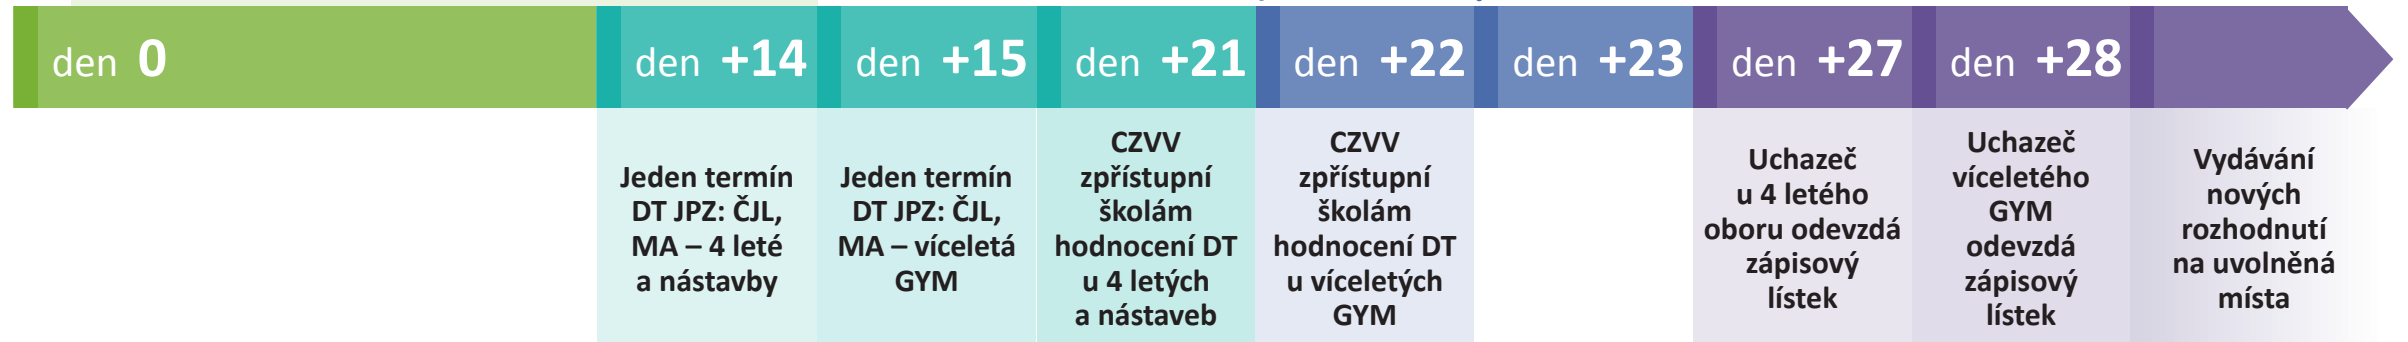 den 0
den +14
den +15
den +21
den +22
den +23
den +27
den +28
Jeden termín
DT JPZ: ČJL,
MA – 4 leté
a nástavby
Jeden termín
DT JPZ: ČJL,
MA – víceletá
GYM
CZVV
zpřístupní
školám
hodnocení DT
u 4 letých
a nástaveb
CZVV
zpřístupní
školám
hodnocení DT
u víceletých
GYM
Uchazeč
u 4 letého
oboru odevzdá
zápisový
lístek
Uchazeč
víceletého
GYM
odevzdá
zápisový
lístek
Vydávání
nových
rozhodnutí
na uvolněná
místa